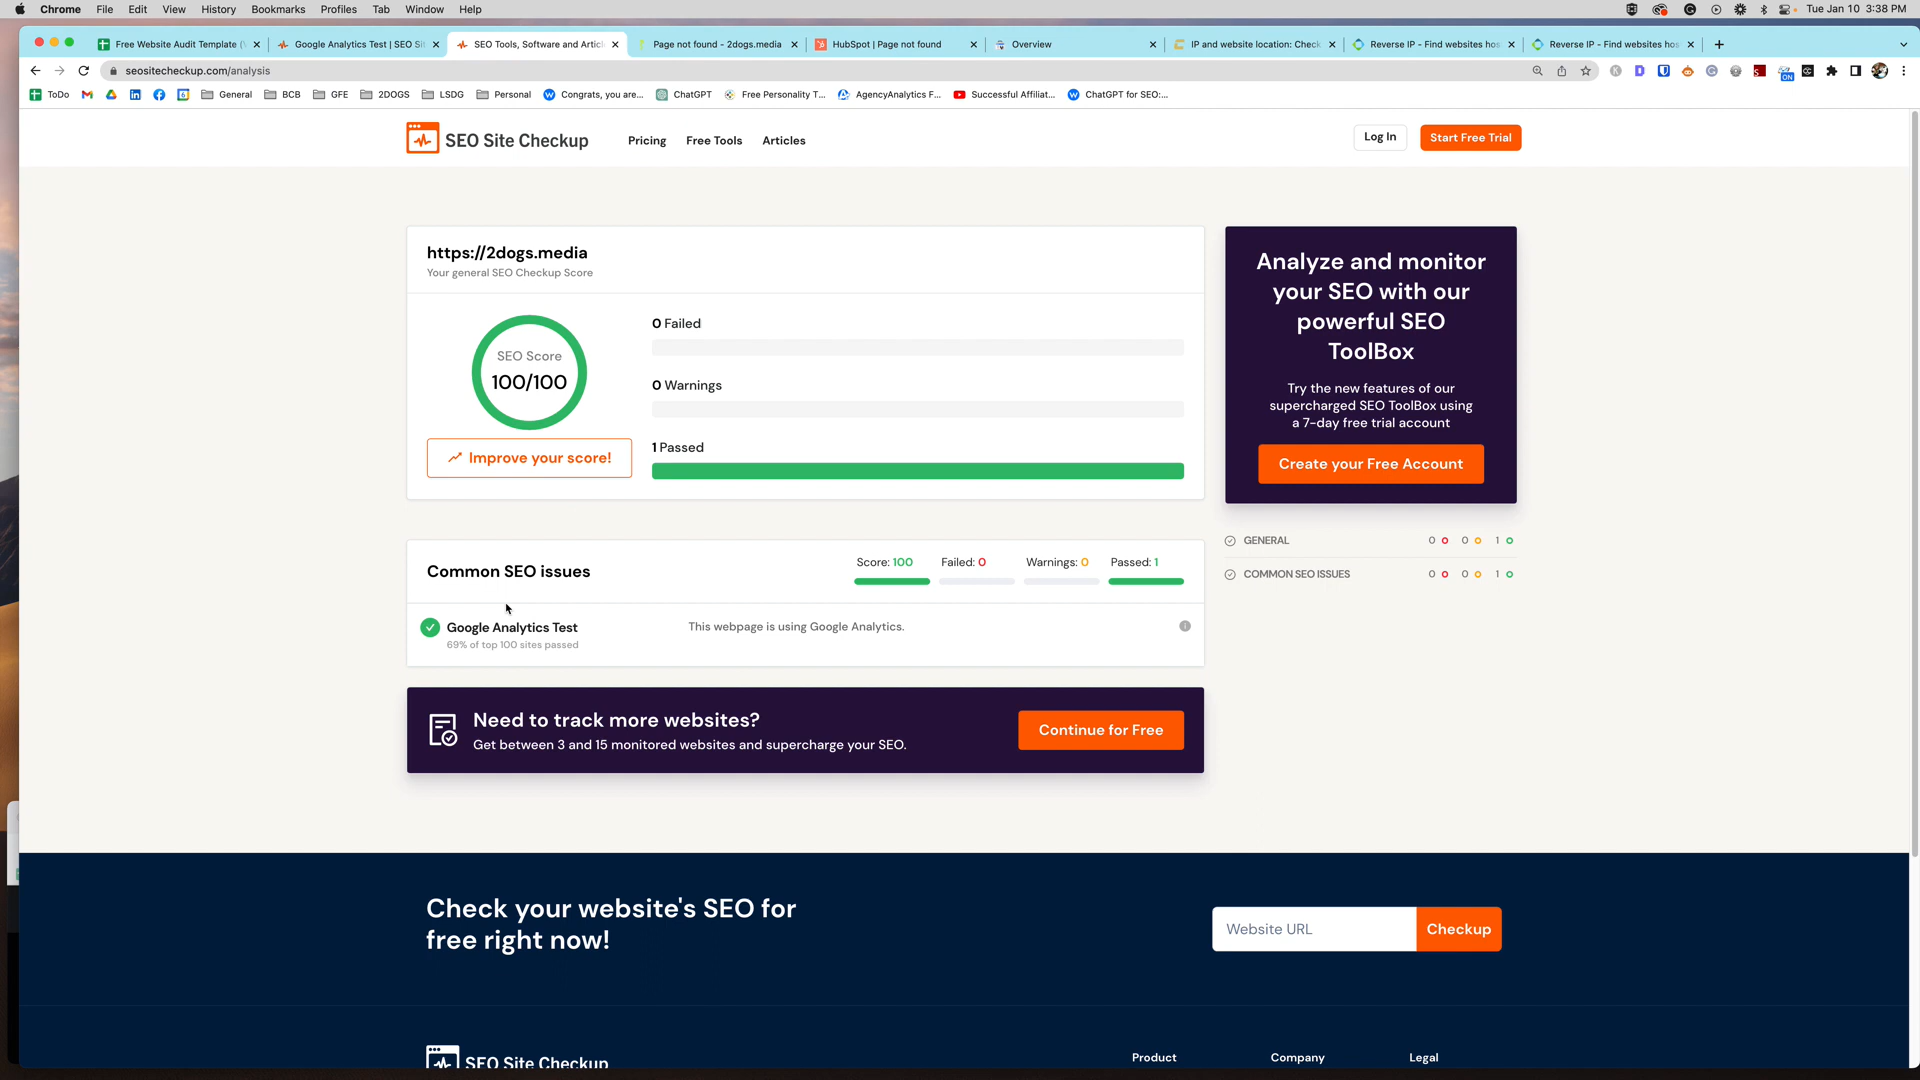 Chrome File Edit View History Bookmarks Profiles Tab Window Help Tue Jan 10 3:38 PM
Free Website Audit Template (
Google Analytics Test | SEO Sit
SEO Tools, Software and Artic
Page not found - 2dogs.media
HubSpot | Page not found
Overview
IP and website location: Check
Reverse IP - Find websites hos
Reverse IP - Find websites hos
seositecheckup.com/analysis
ToDo General BCB GFE 2DOGS LSDG Personal Congrats, you are... ChatGPT Free Personality T... AgencyAnalytics F... Successful Affiliat... ChatGPT for SEO:...
SEO Site Checkup
Pricing Free Tools Articles
Log In
Start Free Trial
https://2dogs.media
Your general SEO Checkup Score
SEO Score
100/100
Improve your score!
0 Failed
0 Warnings
1 Passed
Analyze and monitor
your SEO with our
powerful SEO
ToolBox
Try the new features of our
supercharged SEO ToolBox using
a 7-day free trial account
Create your Free Account
GENERAL 0 0 1
COMMON SEO ISSUES 0 0 1
Common SEO issues
Score: 100 Failed: 0 Warnings: 0 Passed: 1
Google Analytics Test
69% of top 100 sites passed
This webpage is using Google Analytics.
Need to track more websites?
Get between 3 and 15 monitored websites and supercharge your SEO.
Continue for Free
Check your website's SEO for
free right now!
Website URL
Checkup
SEO Site Checkup
Product Company Legal